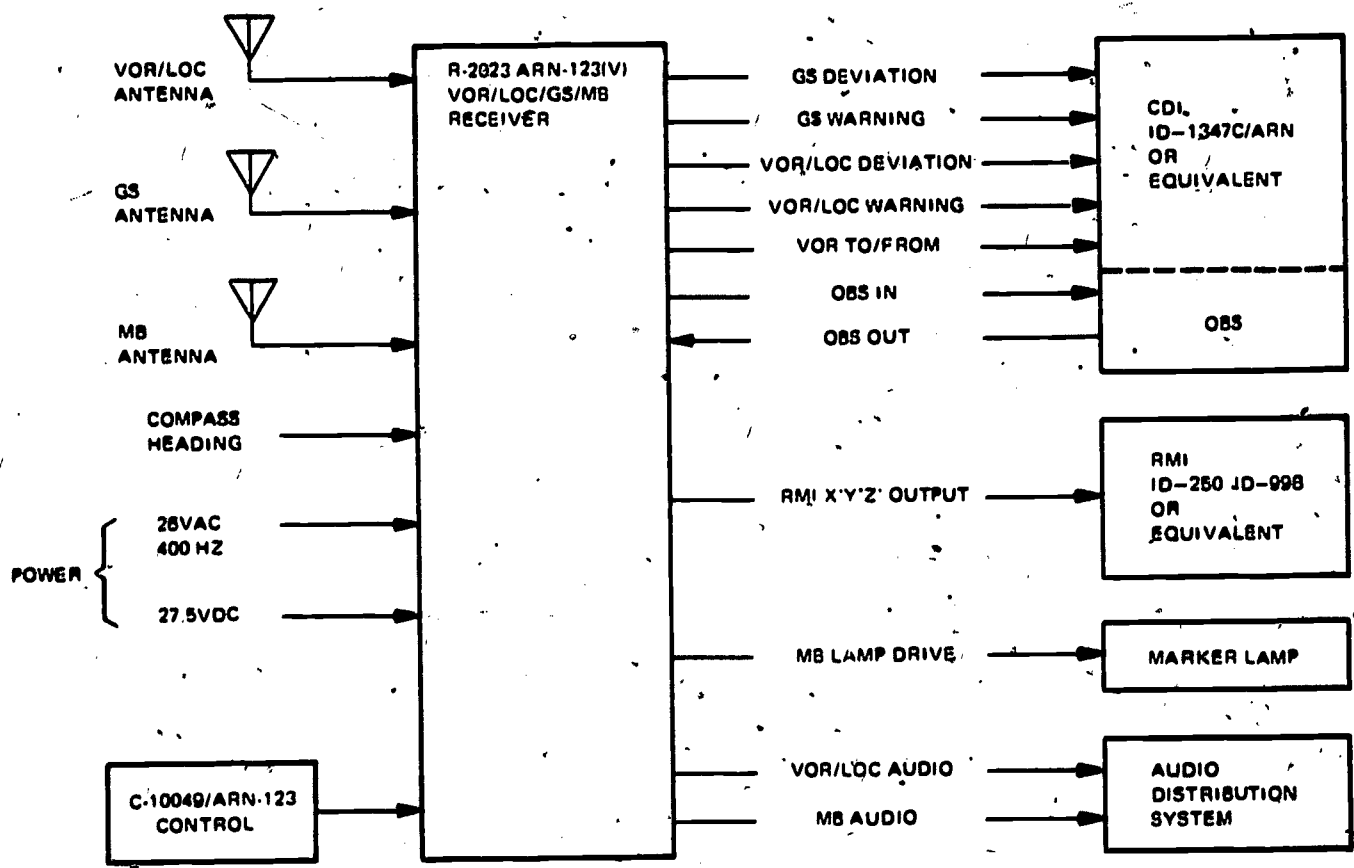 VOR/LOC
ANTENNA
GS
ANTENNA
MB
ANTENNA
COMPASS
HEADING
POWER
26VAC
400 HZ
27.5VDC
C-10049/ARN-123
CONTROL
R-2023 ARN-123(V)
VOR/LOC/GS/MB
RECEIVER
GS DEVIATION
GS WARNING
VOR/LOC DEVIATION
VOR/LOC WARNING
VOR TO/FROM
OBS IN
OBS OUT
RMI X'Y'Z' OUTPUT
MB LAMP DRIVE
VOR/LOC AUDIO
MB AUDIO
CDI,
ID-1347C/ARN
OR
EQUIVALENT
OBS
RMI
ID-250 ID-998
OR
EQUIVALENT
MARKER LAMP
AUDIO
DISTRIBUTION
SYSTEM